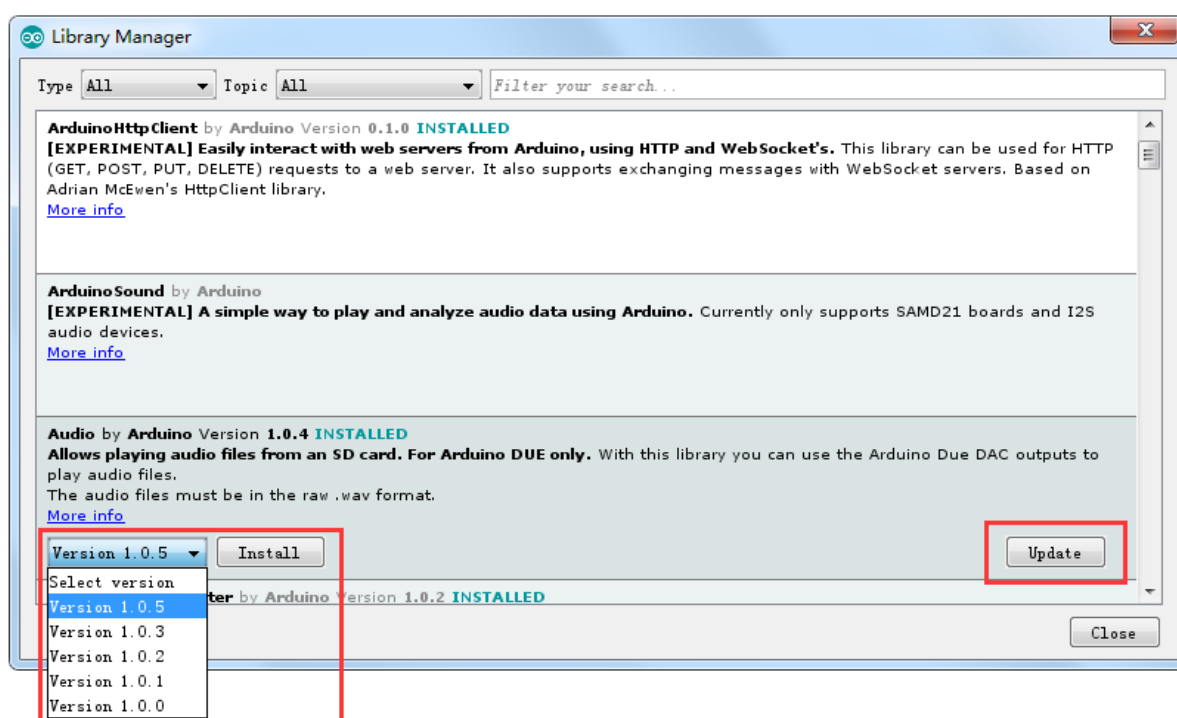 Library Manager
Type All Topic All Filter your search...
ArduinoHttpClient by Arduino Version 0.1.0 INSTALLED
[EXPERIMENTAL] Easily interact with web servers from Arduino, using HTTP and WebSocket's. This library can be used for HTTP
(GET, POST, PUT, DELETE) requests to a web server. It also supports exchanging messages with WebSocket servers. Based on
Adrian McEwen's HttpClient library.
More info
ArduinoSound by Arduino
[EXPERIMENTAL] A simple way to play and analyze audio data using Arduino. Currently only supports SAMD21 boards and I2S
audio devices.
More info
Audio by Arduino Version 1.0.4 INSTALLED
Allows playing audio files from an SD card. For Arduino DUE only. With this library you can use the Arduino Due DAC outputs to
play audio files.
The audio files must be in the raw .wav format.
More info
Version 1.0.5 Install Update
Select version
ter by Arduino Version 1.0.2 INSTALLED
Version 1.0.5
Version 1.0.3
Close
Version 1.0.2
Version 1.0.1
Version 1.0.0